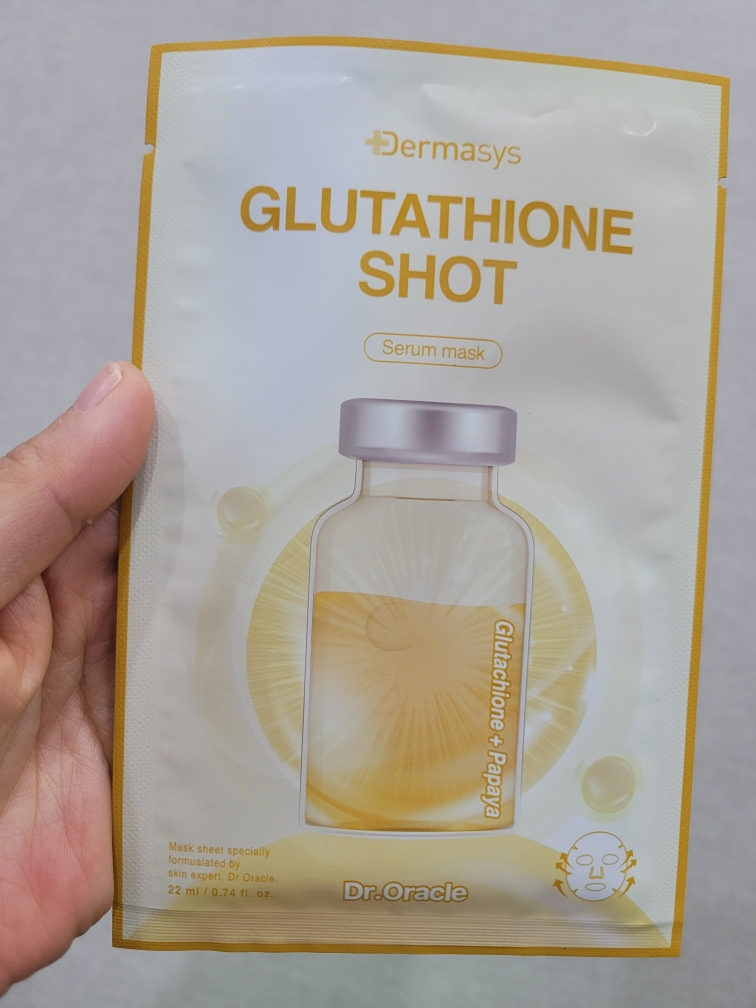 Dermasys
GLUTATHIONE
SHOT
Serum mask
Glutachione + Papaya
Mask sheet specially
formualated by
skin expert, Dr Oracle.
22 ml / 0.74 fl. oz.
Dr.Oracle